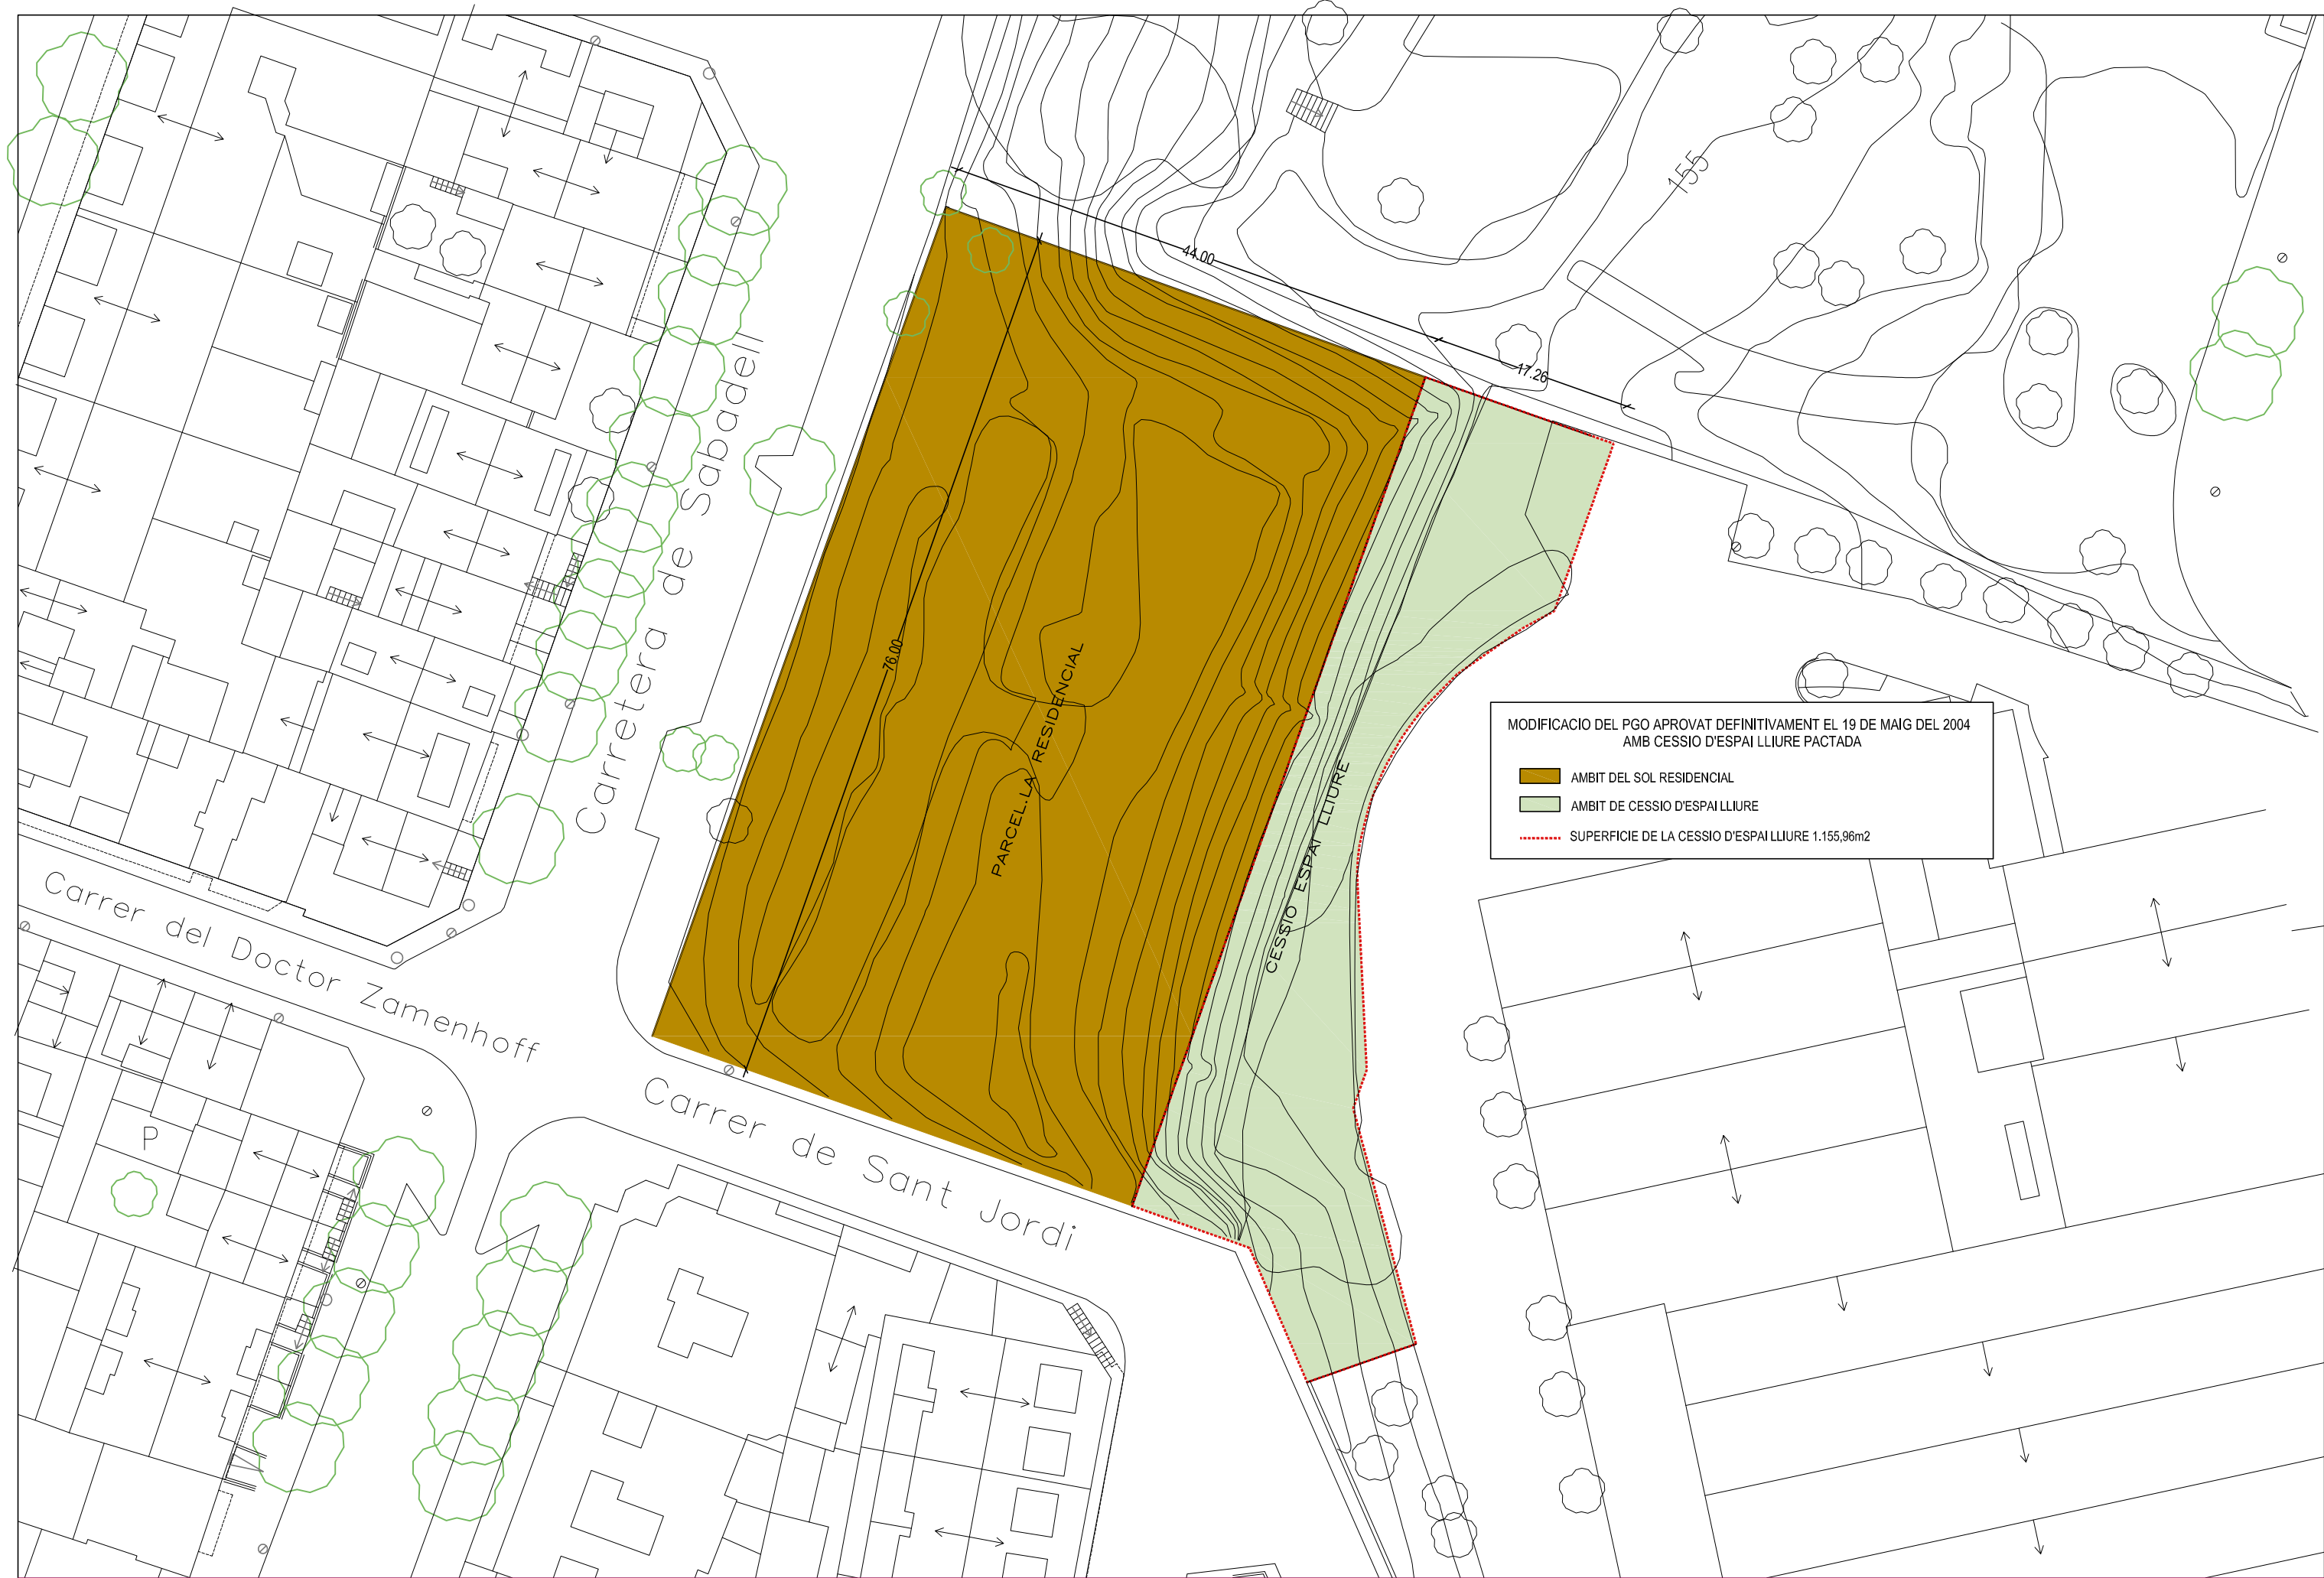 155
44.00
17.26
Carretera de Sabadell
76.00
PARCEL.LA RESIDENCIAL
CESSIO ESPAI LLIURE
MODIFICACIO DEL PGO APROVAT DEFINITIVAMENT EL 19 DE MAIG DEL 2004
AMB CESSIO D'ESPAI LLIURE PACTADA
AMBIT DEL SOL RESIDENCIAL
AMBIT DE CESSIO D'ESPAI LLIURE
SUPERFICIE DE LA CESSIO D'ESPAI LLIURE 1.155,96m2
Carrer del Doctor Zamenhoff
Carrer de Sant Jordi
P